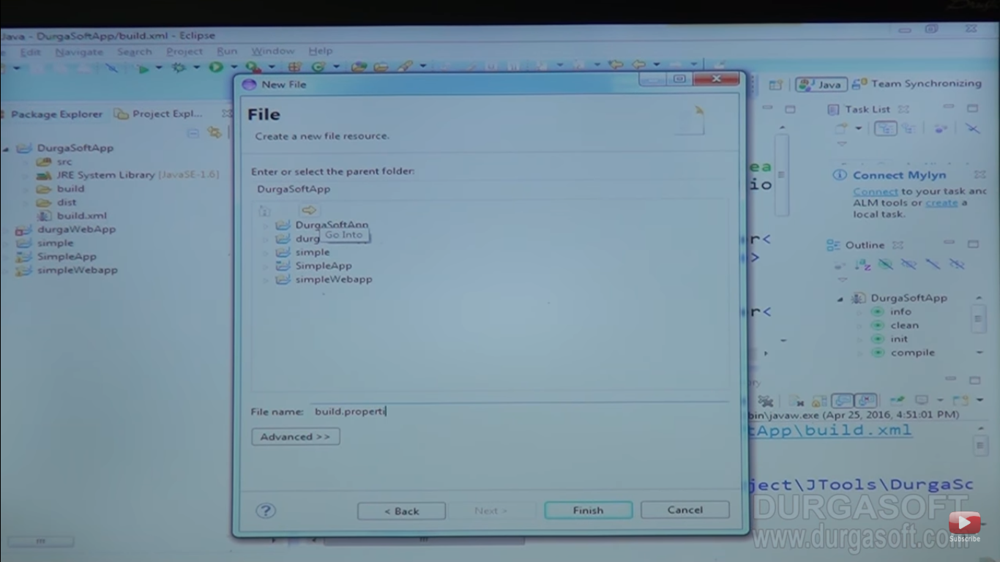 Java - DurgaSoftApp/build.xml - Eclipse
Edit Navigate Search Project Run Window Help
New File
Java Team Synchronizing
Package Explorer Project Expl...
File
Create a new file resource.
Task List
DurgaSoftApp
src
JRE System Library [JavaSE-1.6]
build
dist
build.xml
durgaWebApp
simple
SimpleApp
simpleWebapp
Enter or select the parent folder:
DurgaSoftApp
DurgaSoftApp
durg
Go Into
simple
SimpleApp
simpleWebapp
File name: build.properti
Advanced >>
< Back Next > Finish Cancel
ea
io
r<
>
r<
Connect Mylyn
Connect to your task and
ALM tools or create a
local task.
Outline
DurgaSoftApp
info
clean
init
compile
bin\javaw.exe (Apr 25, 2016, 4:51:01 PM)
tApp\build.xml
ject\JTools\DurgaSc
DURGASOFT
www.durgasoft.com
Subscribe